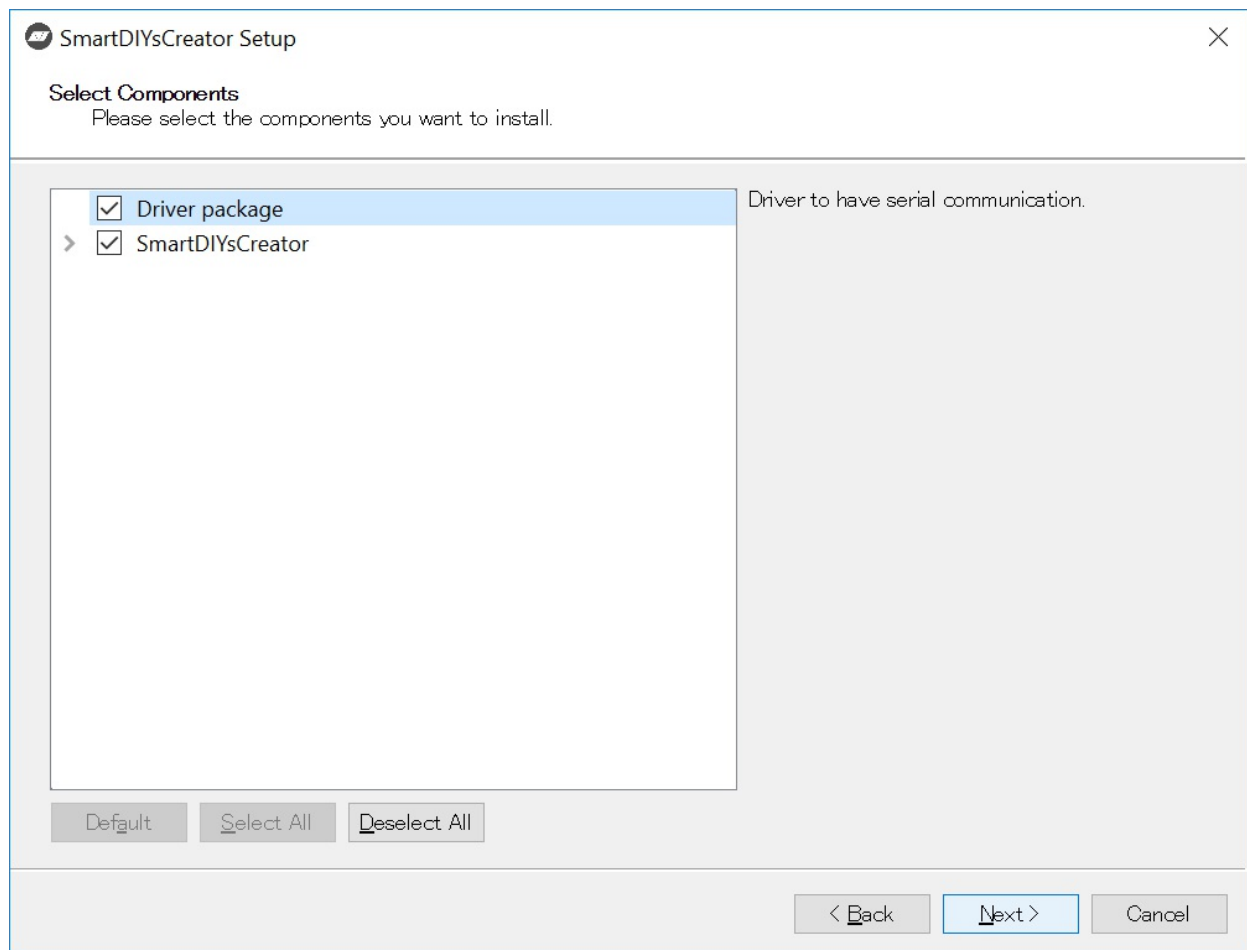 SmartDIYsCreator Setup
Select Components
Please select the components you want to install.
Driver package
Driver to have serial communication.
SmartDIYsCreator
Default
Select All
Deselect All
< Back
Next >
Cancel